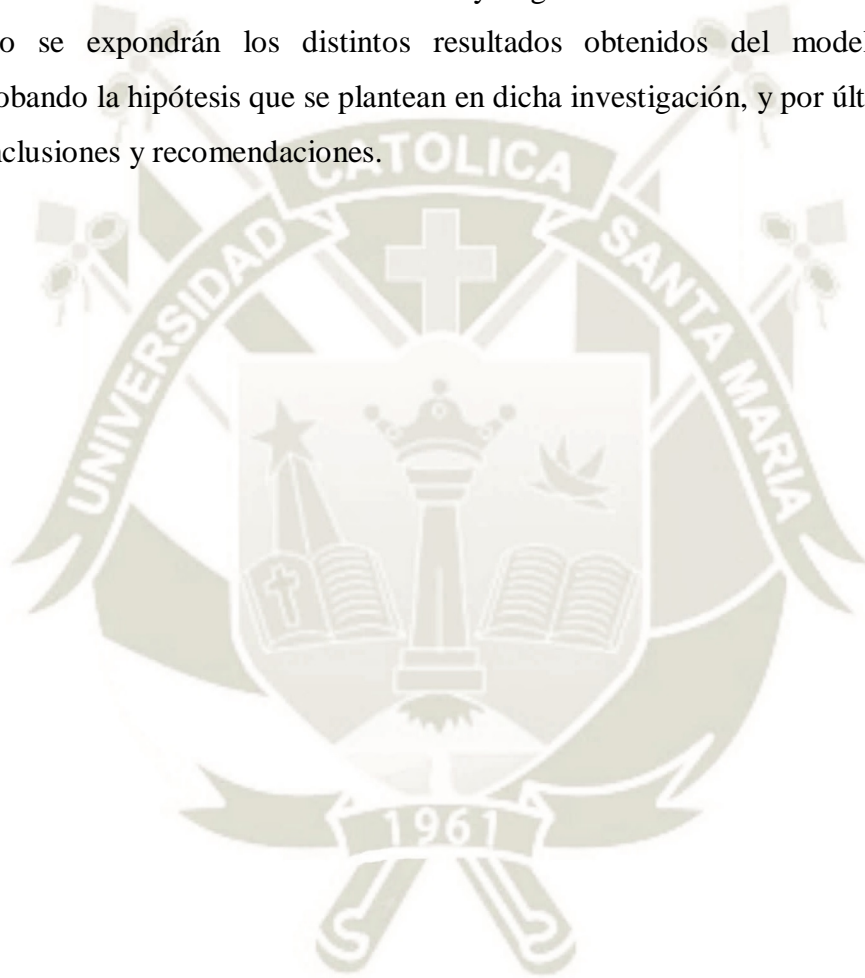 o se expondrán los distintos resultados obtenidos del model
obando la hipótesis que se plantean en dicha investigación, y por últ
nclusiones y recomendaciones.
UNIVERSIDAD CATOLICA SANTA MARIA
1961